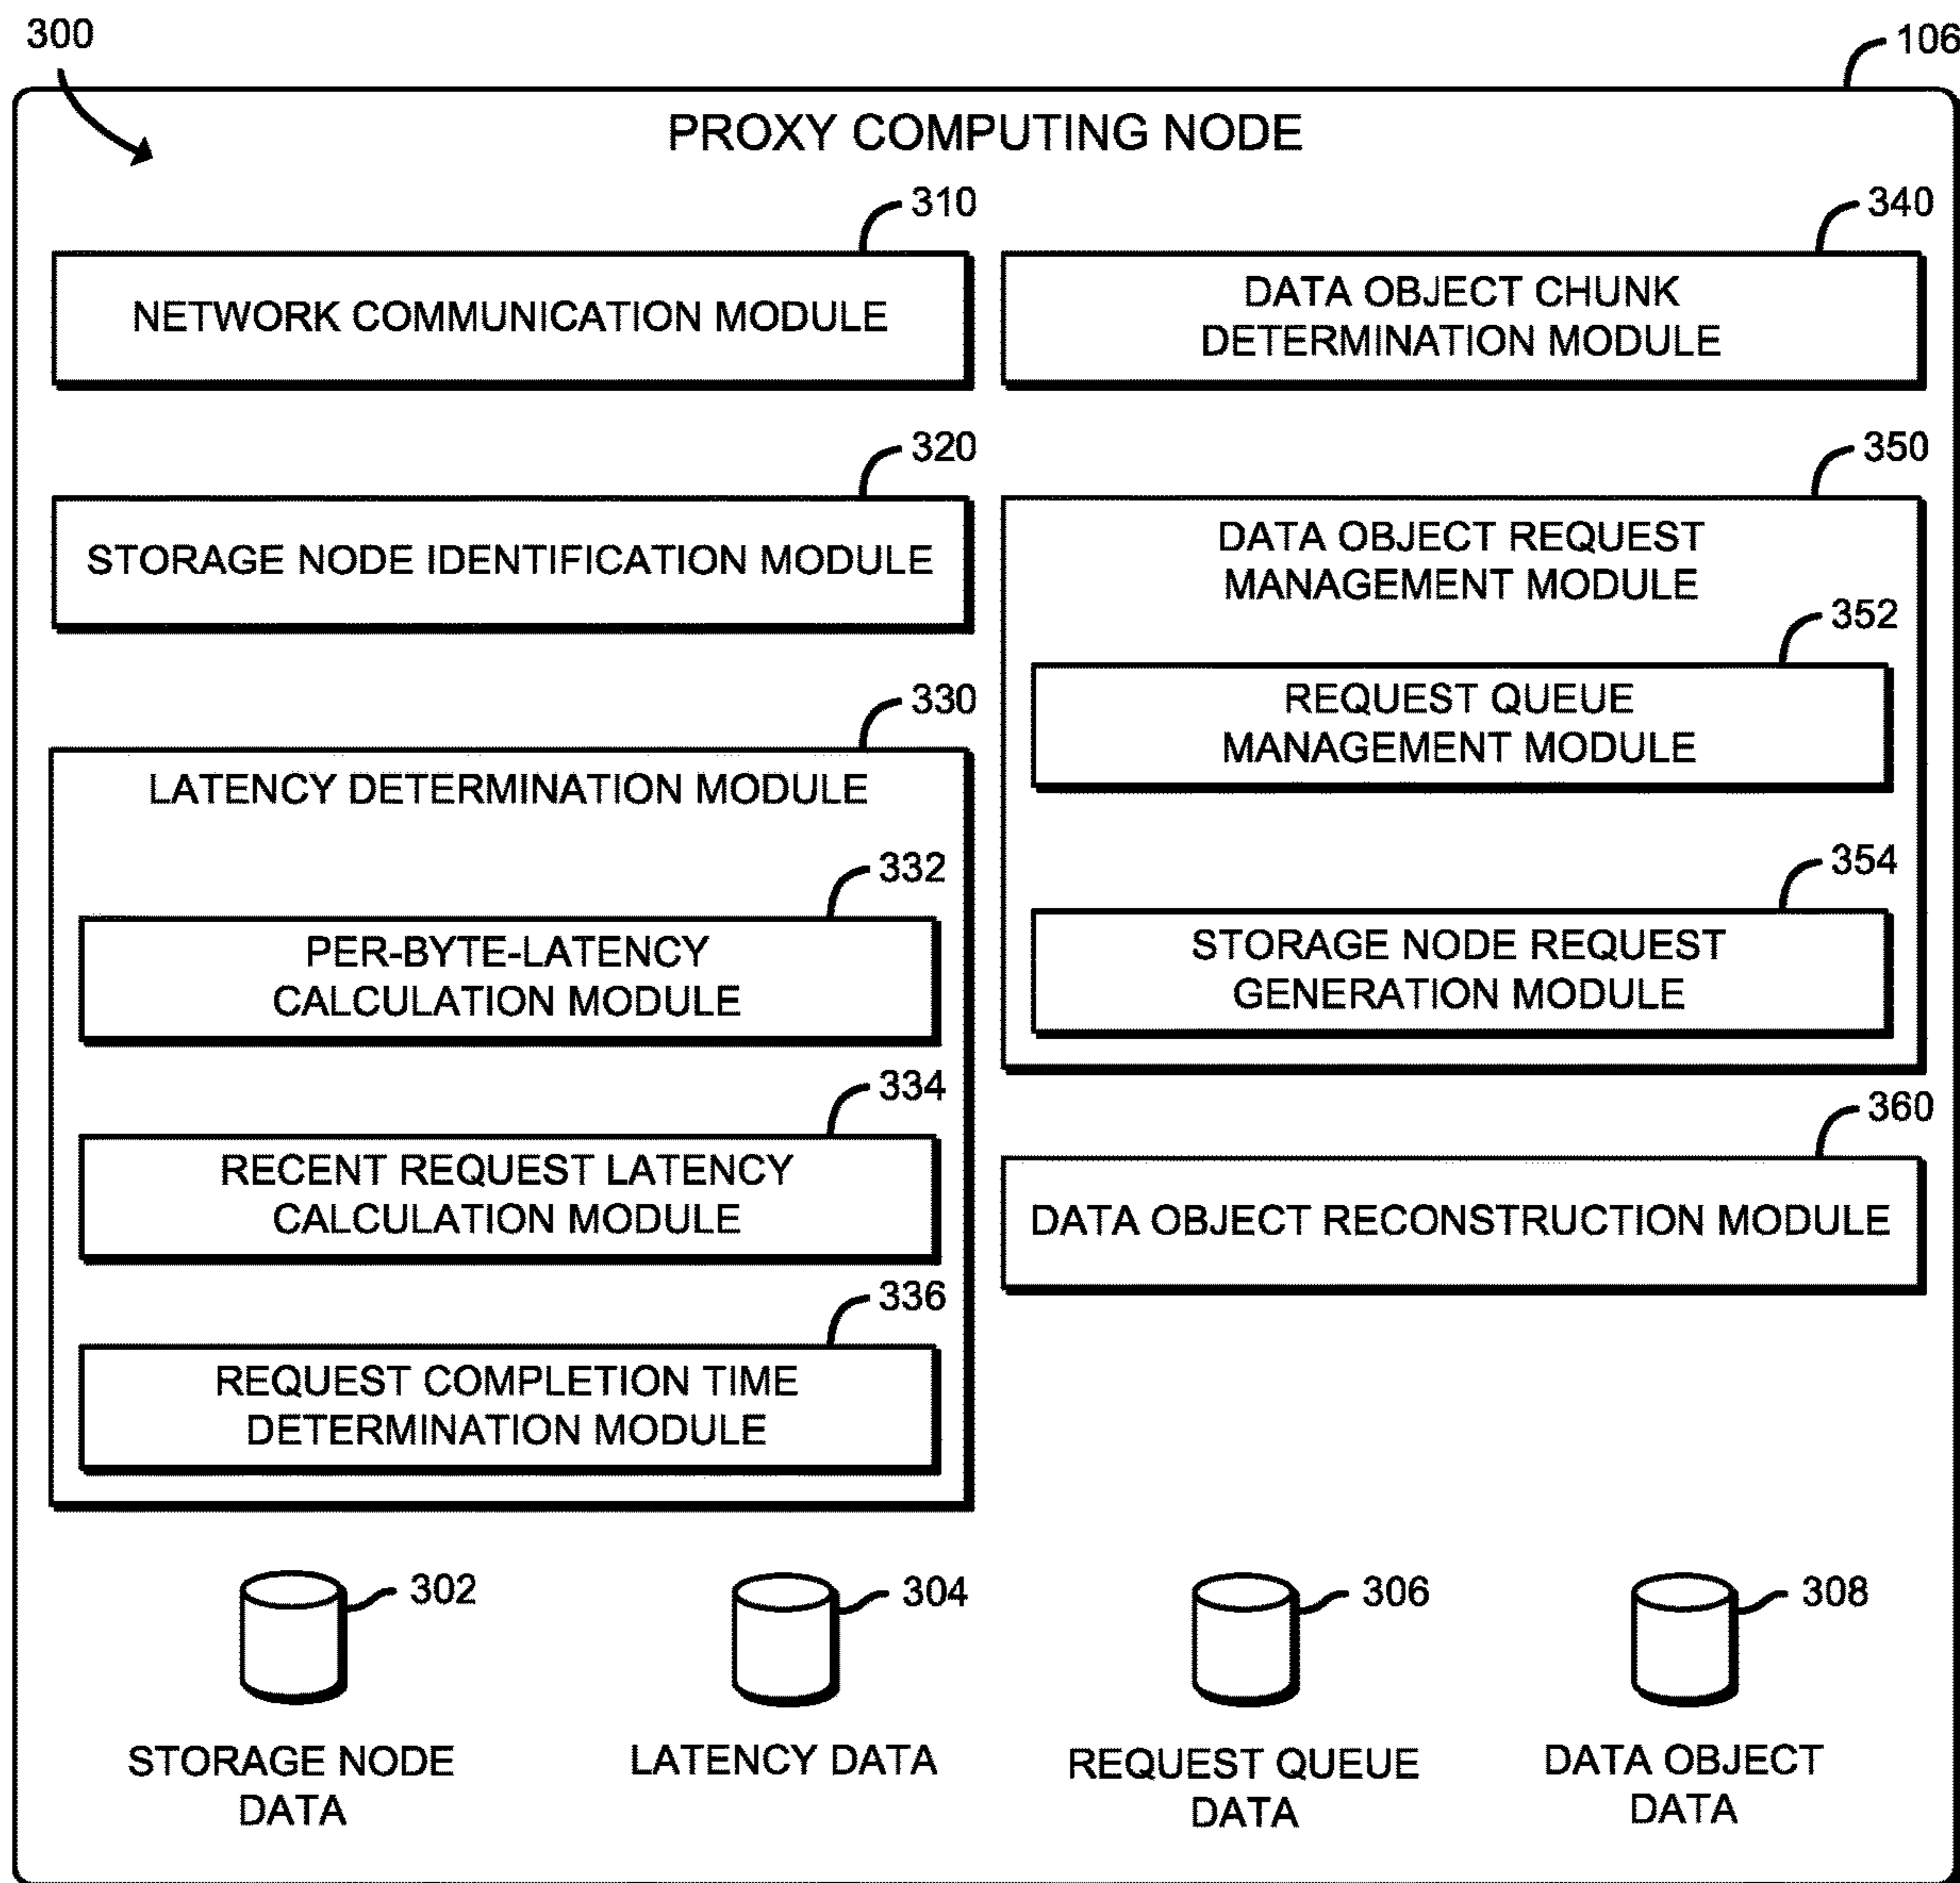 300
106
PROXY COMPUTING NODE
310
NETWORK COMMUNICATION MODULE
320
STORAGE NODE IDENTIFICATION MODULE
330
LATENCY DETERMINATION MODULE
332
PER-BYTE-LATENCY
CALCULATION MODULE
334
RECENT REQUEST LATENCY
CALCULATION MODULE
336
REQUEST COMPLETION TIME
DETERMINATION MODULE
340
DATA OBJECT CHUNK
DETERMINATION MODULE
350
DATA OBJECT REQUEST
MANAGEMENT MODULE
352
REQUEST QUEUE
MANAGEMENT MODULE
354
STORAGE NODE REQUEST
GENERATION MODULE
360
DATA OBJECT RECONSTRUCTION MODULE
302
STORAGE NODE
DATA
304
LATENCY DATA
306
REQUEST QUEUE
DATA
308
DATA OBJECT
DATA